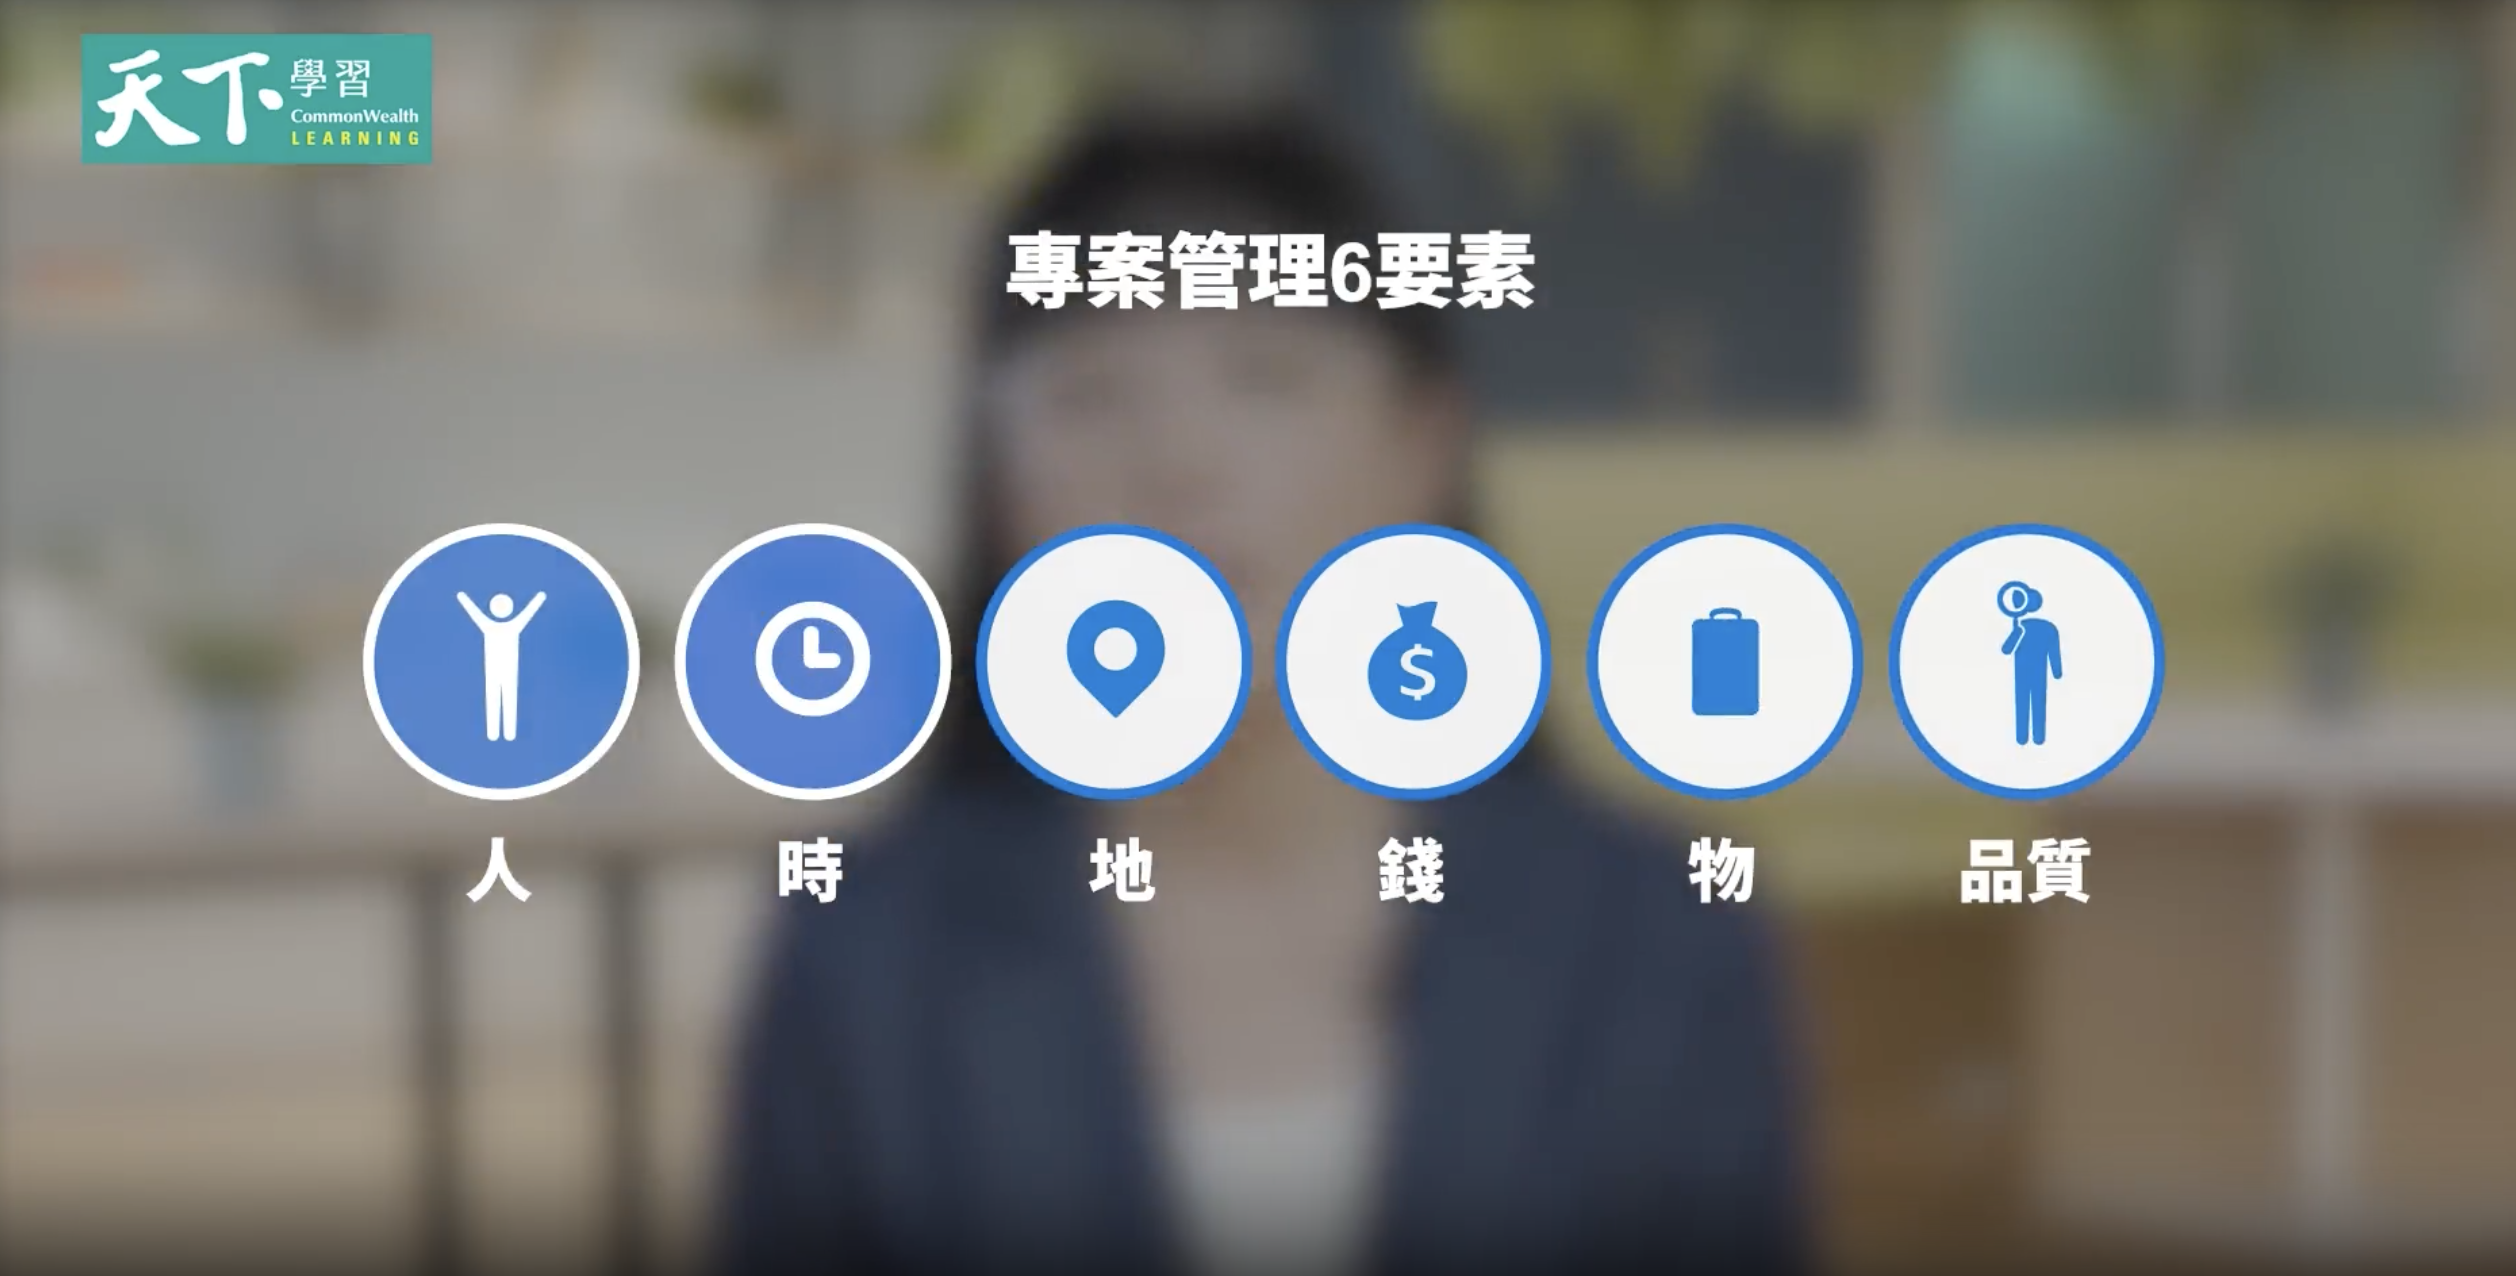 天下學習
CommonWealth
LEARNING
專案管理6要素
$
人 時 地 錢 物 品質